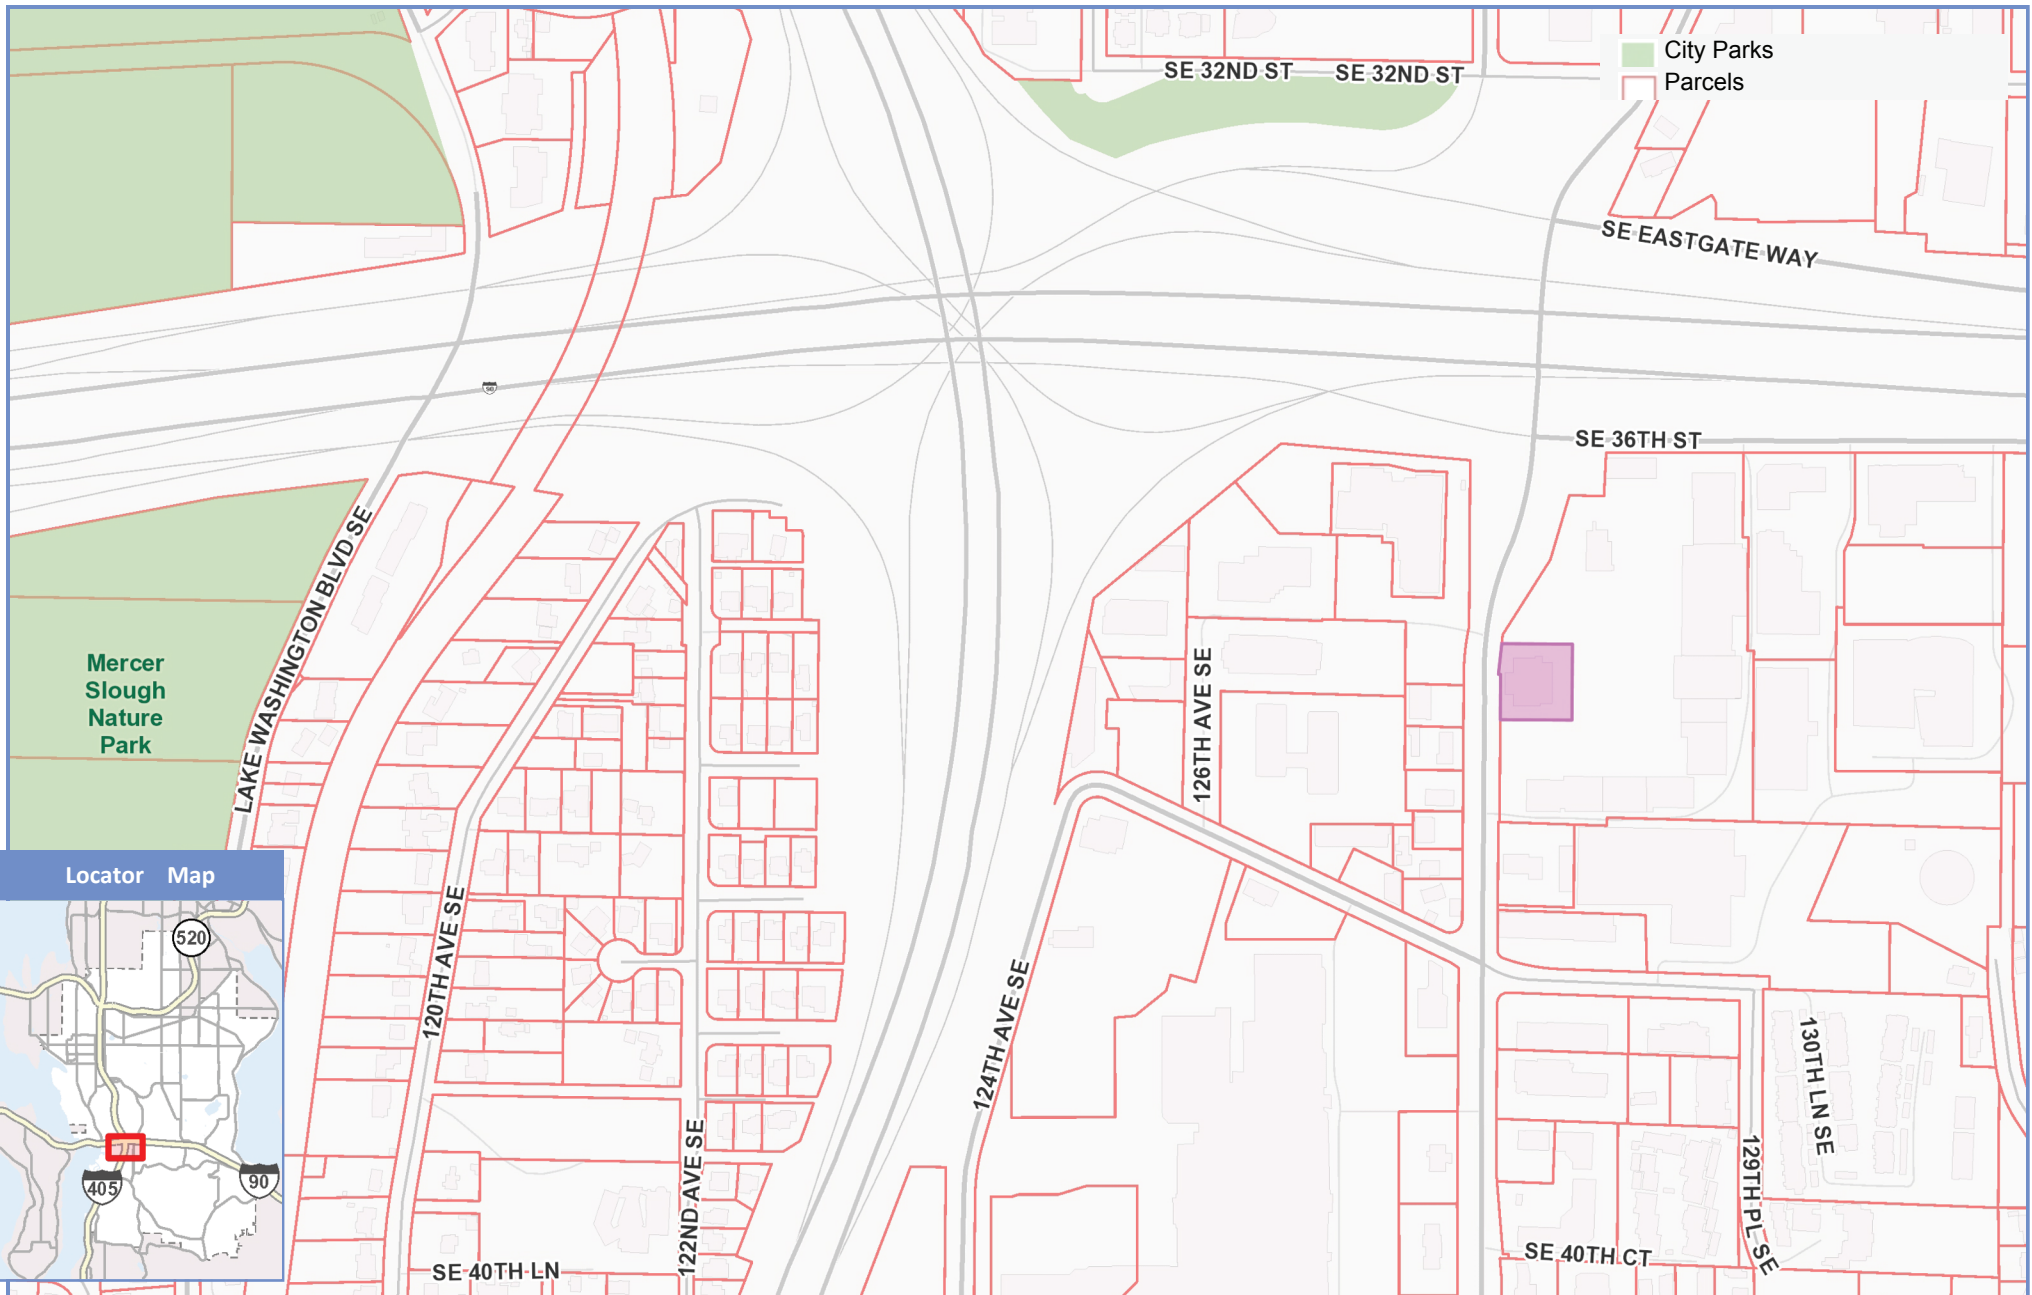 SE 32ND ST
SE 32ND ST
City Parks
Parcels
SE EASTGATE WAY
90
SE 36TH ST
LAKE WASHINGTON BLVD SE
Mercer
Slough
Nature
Park
126TH AVE SE
Locator Map
520
405
90
120TH AVE SE
124TH AVE SE
130TH LN SE
122ND AVE SE
129TH PL SE
SE 40TH LN
SE 40TH CT